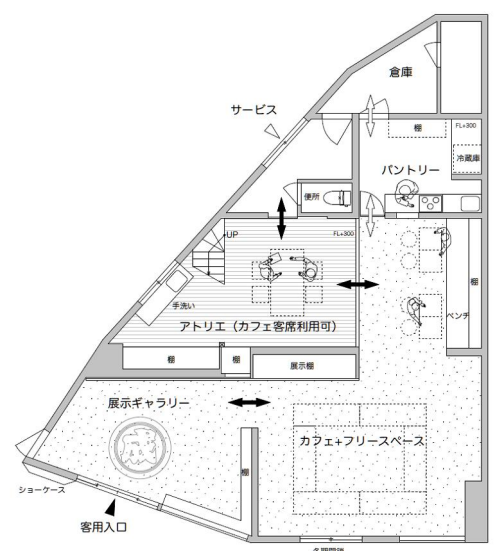 倉庫
サービス
棚
FL+300
冷蔵庫
パントリー
便所
UP
FL+300
手洗い
アトリエ（カフェ客席利用可）
棚
ベンチ
棚
棚
展示棚
展示ギャラリー
カフェ+フリースペース
棚
ショーケース
客用入口